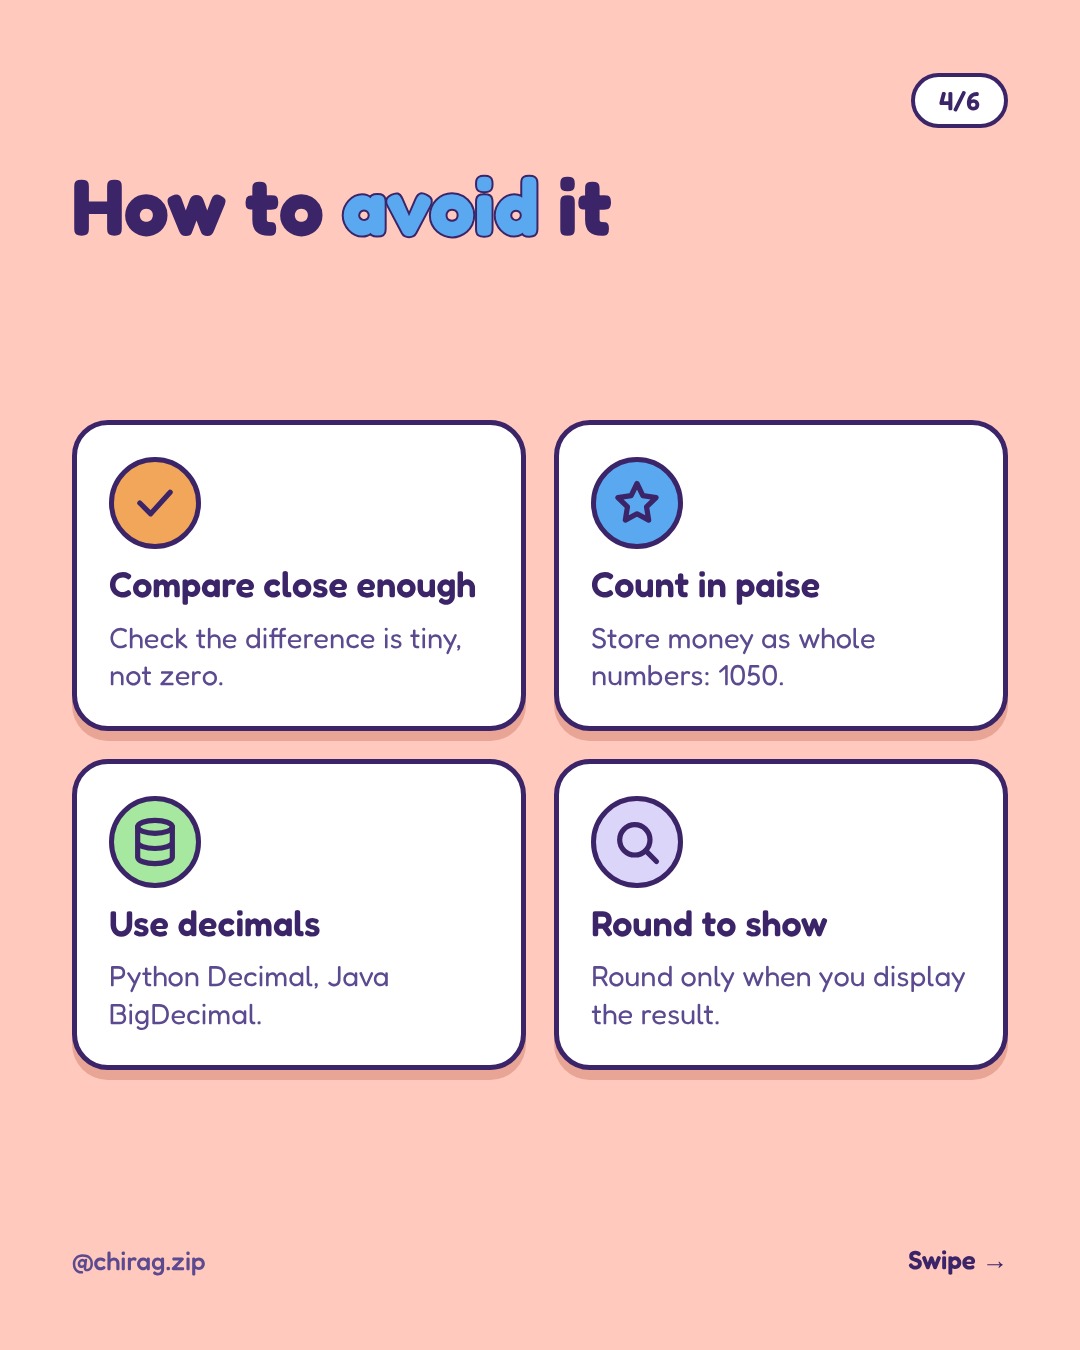 4/6
How to avoid it
Compare close enough
Check the difference is tiny,
not zero.
Count in paise
Store money as whole
numbers: 1050.
Use decimals
Python Decimal, Java
BigDecimal.
Round to show
Round only when you display
the result.
@chirag.zip
Swipe →